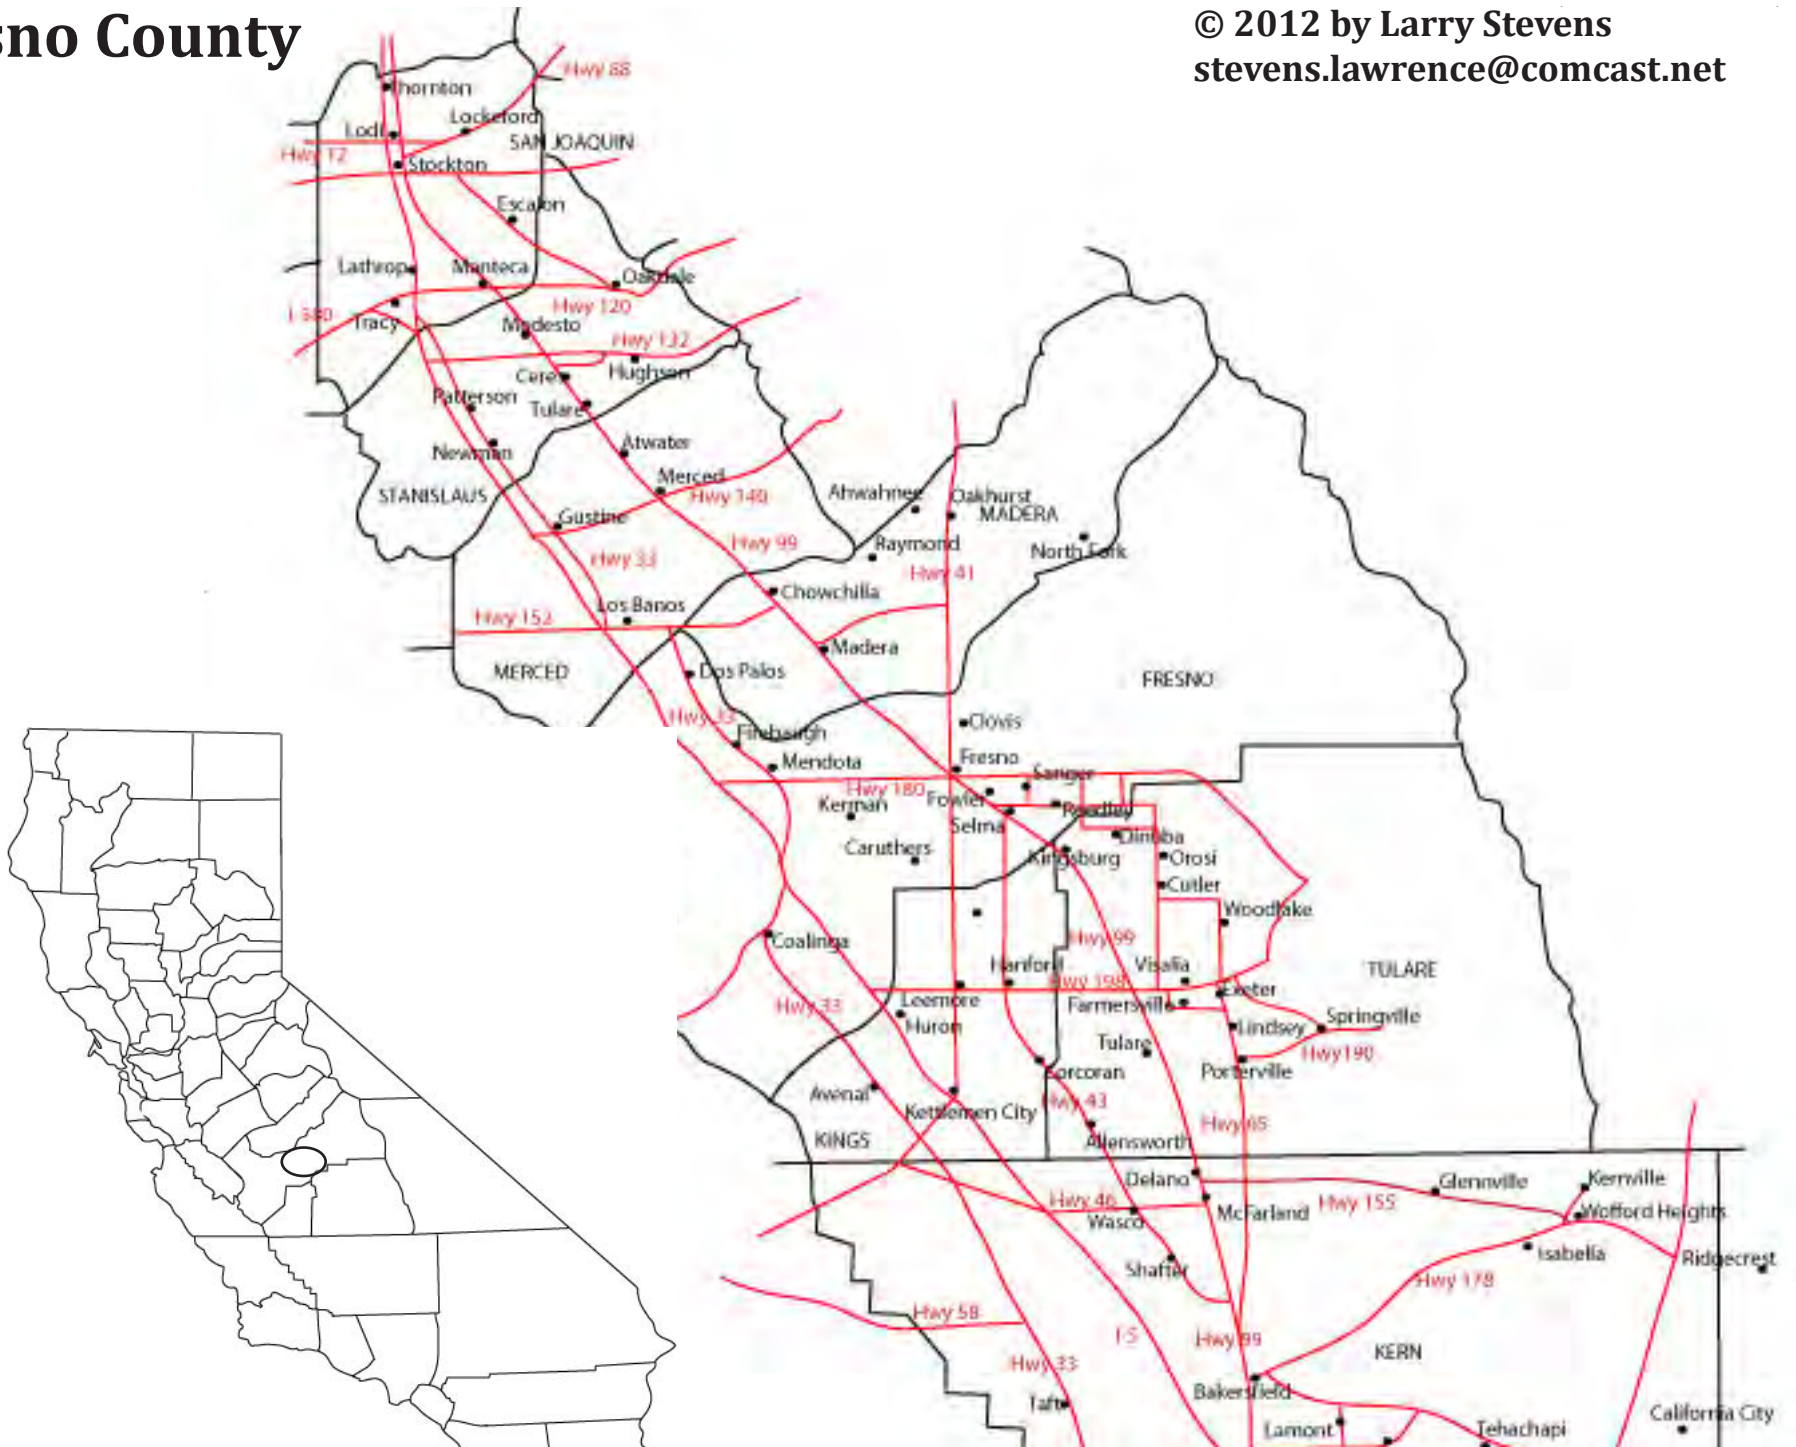 sno County
© 2012 by Larry Stevens
stevens.lawrence@comcast.net
Hwy 88
Thornton
Lockeford
Lodi
SAN JOAQUIN
Hwy 12
Stockton
Escalon
Lathrop
Manteca
Oakdale
Hwy 120
I-580
Tracy
Modesto
Hwy 132
Ceres
Hughson
Patterson
Tulare
Newman
Atwater
Merced
STANISLAUS
Hwy 140
Ahwahnee
Oakhurst
MADERA
Gustine
Hwy 99
Raymond
North Fork
Hwy 33
Hwy 41
Chowchilla
Los Banos
Hwy 152
Madera
MERCED
Dos Palos
FRESNO
Hwy 33
Clovis
Firebaugh
Mendota
Fresno
Sanger
Hwy 180
Kerman
Fowler
Reedley
Selma
Dinuba
Caruthers
Kingsburg
Orosi
Cutler
Woodlake
Coalinga
Hwy 99
Hanford
Visalia
TULARE
Hwy 198
Leemore
Farmersville
Exeter
Hwy 33
Huron
Lindsey
Springville
Tulare
Hwy190
Corcoran
Porterville
Avenal
Kettlemen City
Hwy 43
Hwy 65
KINGS
Allensworth
Delano
Glennville
Kernville
Hwy 46
Hwy 155
Wasco
McFarland
Wofford Heights
Isabella
Ridgecrest
Shafter
Hwy 178
Hwy 58
I-5
Hwy 99
KERN
Hwy 33
Bakersfield
Taft
Lamont
Tehachapi
California City